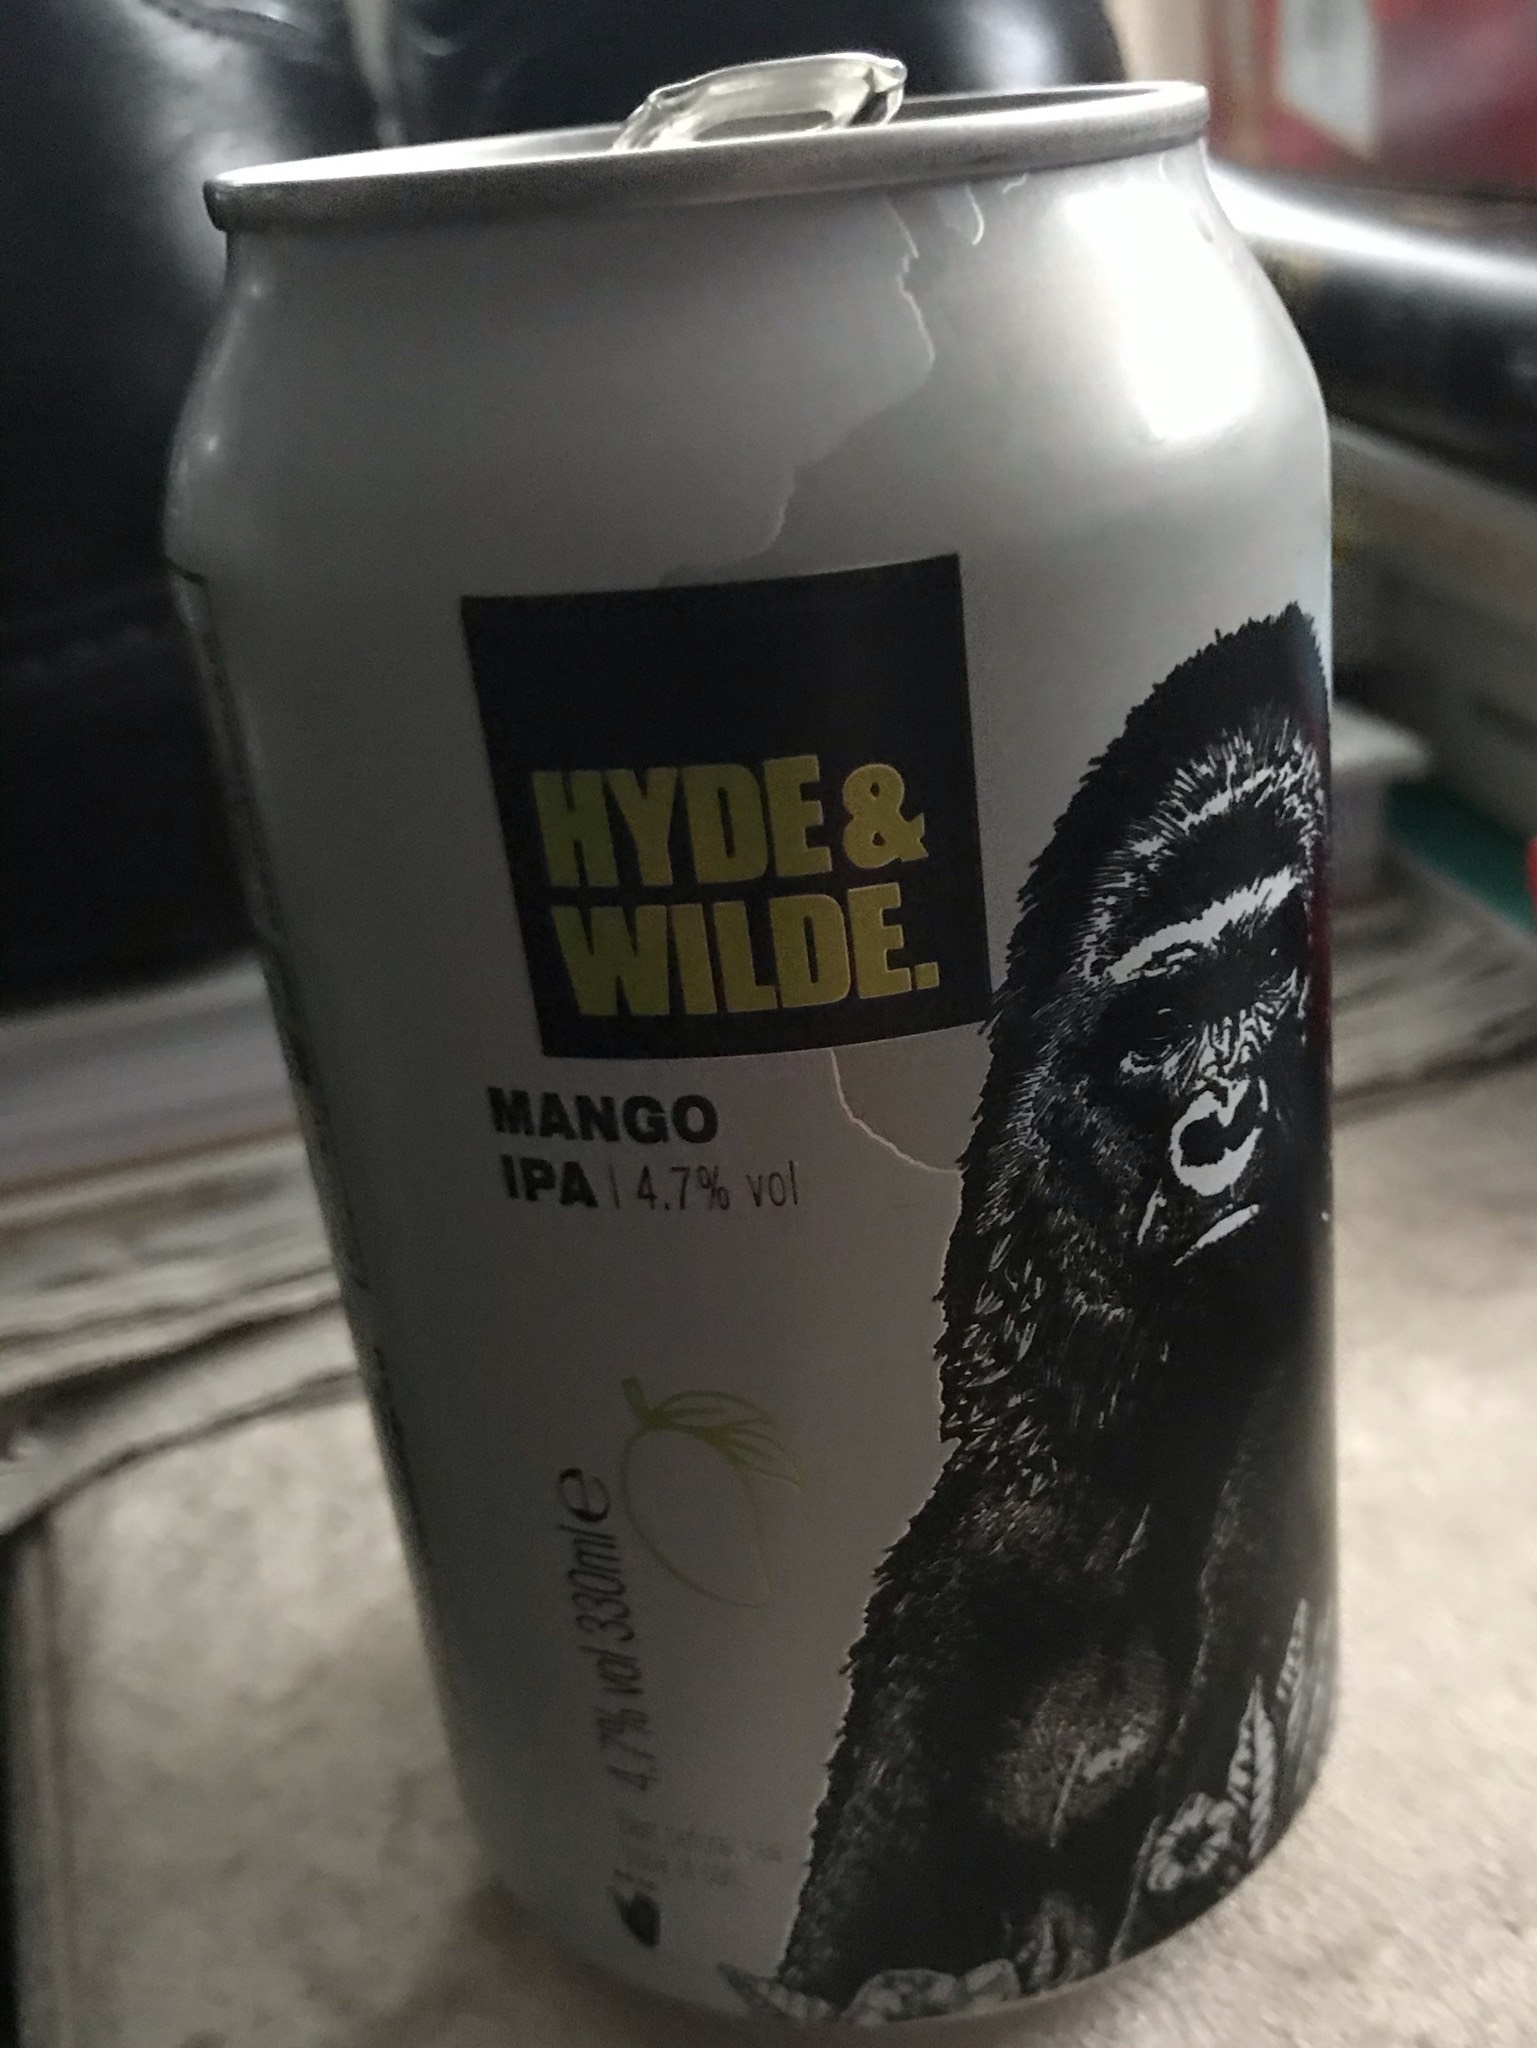 HYDE &
WILDE.
MANGO
IPA | 4.7% vol
4.7% vol 330ml e